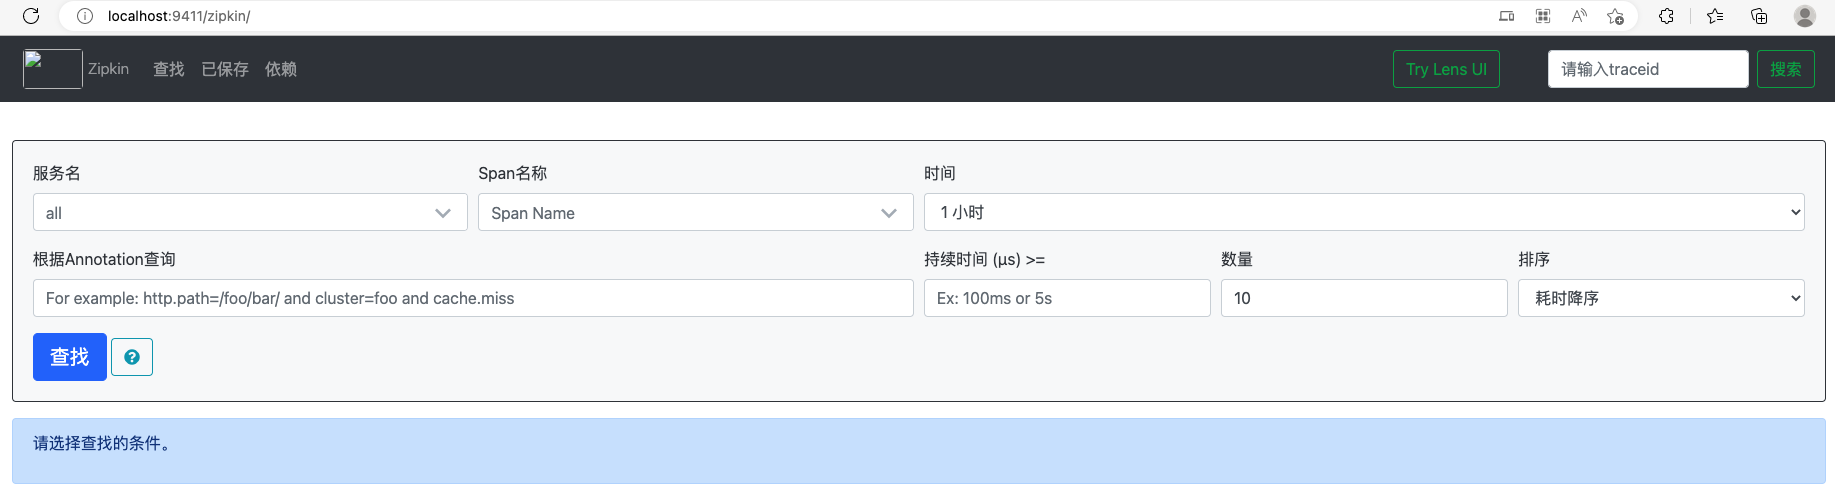 localhost:9411/zipkin/
Zipkin 查找 已保存 依赖 Try Lens UI 请输入traceid 搜索
服务名 Span名称 时间
all Span Name 1 小时
根据Annotation查询 持续时间 (μs) >= 数量 排序
For example: http.path=/foo/bar/ and cluster=foo and cache.miss Ex: 100ms or 5s 10 耗时降序
查找 ?
请选择查找的条件。